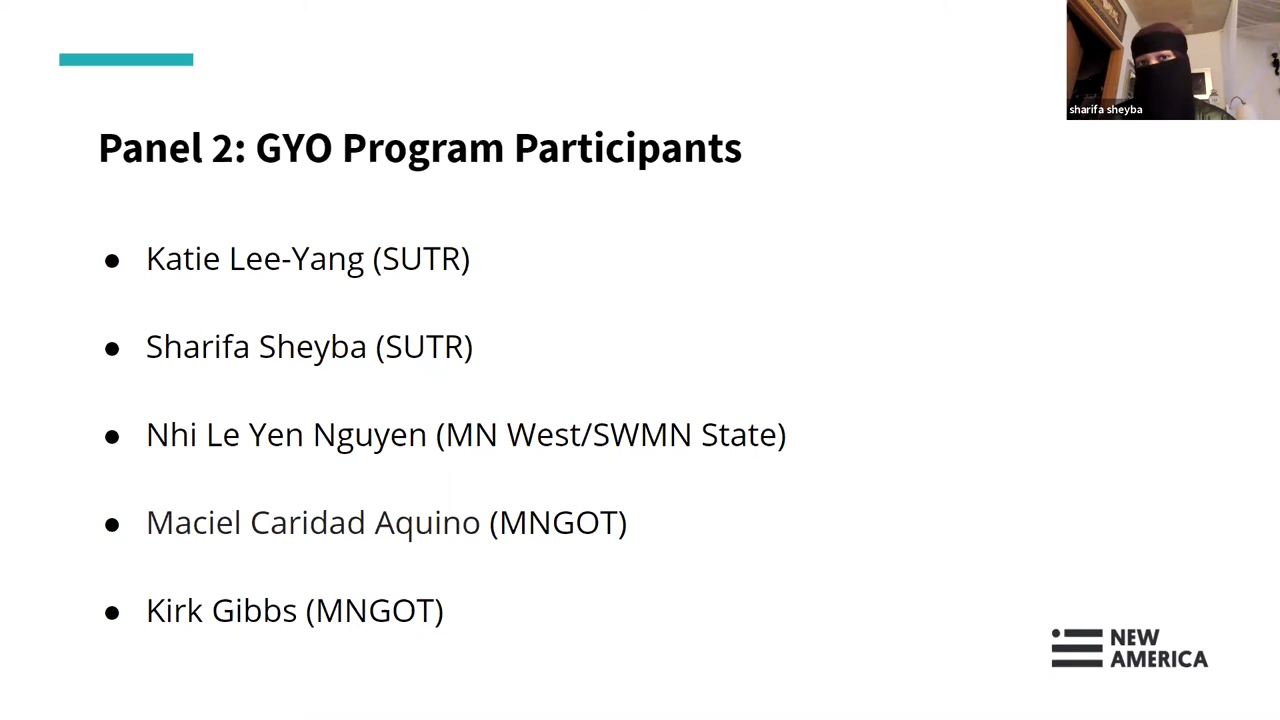 sharifa sheyba
Panel 2: GYO Program Participants
● Katie Lee-Yang (SUTR)
● Sharifa Sheyba (SUTR)
● Nhi Le Yen Nguyen (MN West/SWMN State)
● Maciel Caridad Aquino (MNGOT)
● Kirk Gibbs (MNGOT)
NEW
AMERICA